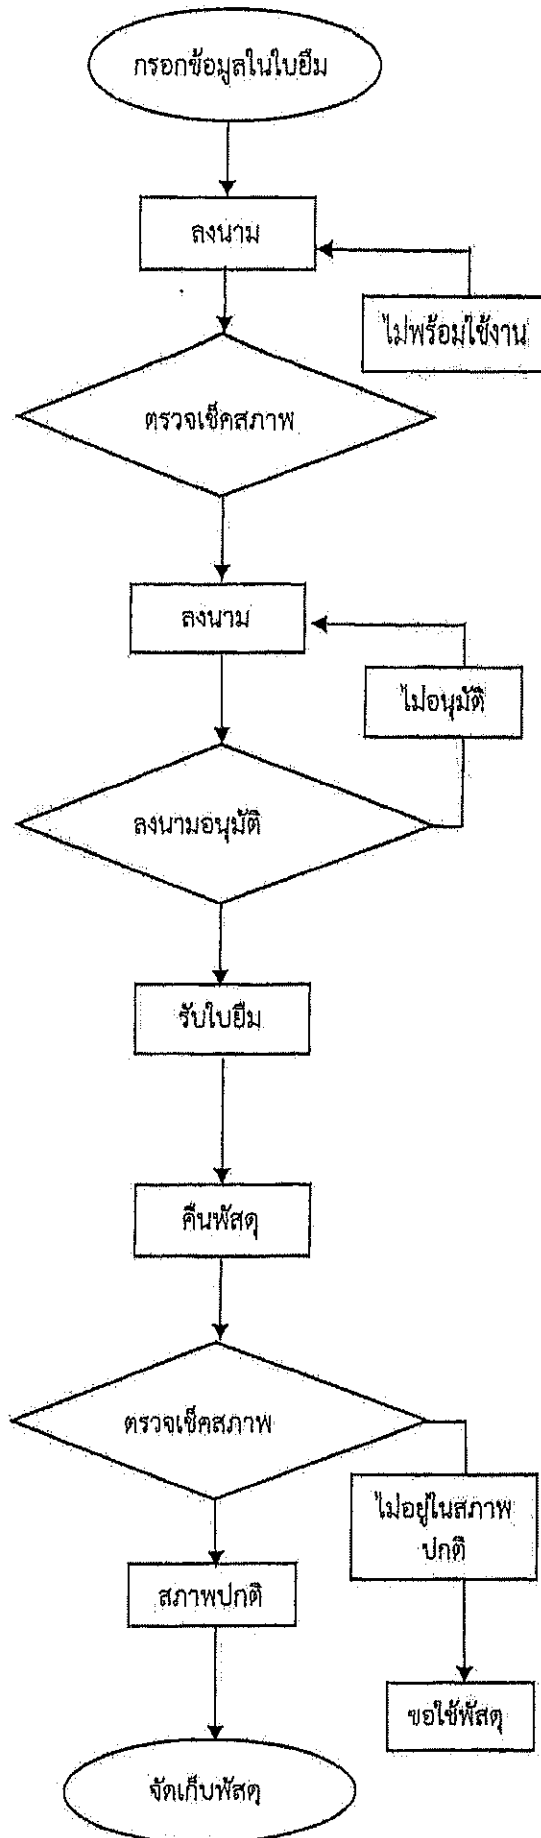 กรอกข้อมูลในใบยืม
ลงนาม
ไม่พร้อมใช้งาน
ตรวจเช็คสภาพ
ลงนาม
ไม่อนุมัติ
ลงนามอนุมัติ
รับใบยืม
คืนพัสดุ
ตรวจเช็คสภาพ
ไม่อยู่ในสภาพ
ปกติ
สภาพปกติ
ขอใช้พัสดุ
จัดเก็บพัสดุ